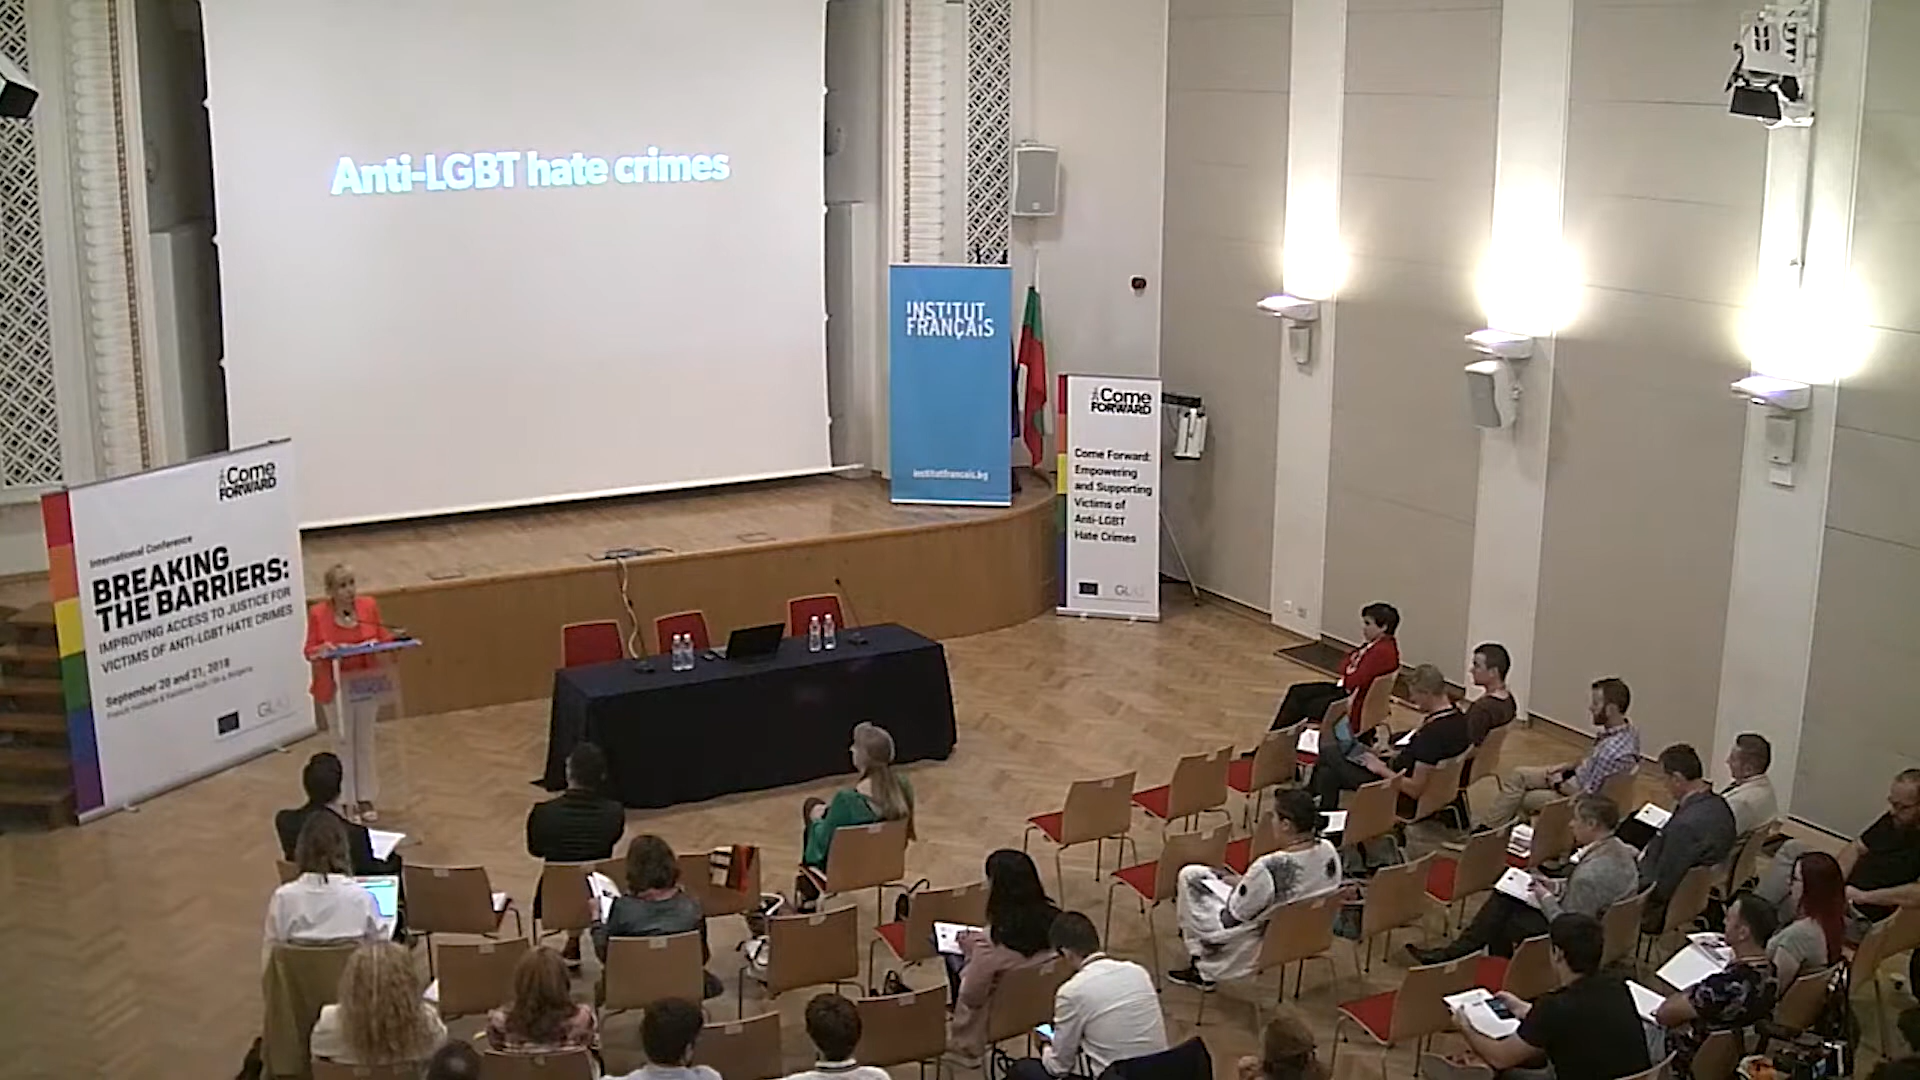 Anti-LGBT hate crimes
INSTITUT
FRANÇAIS
institutfrancais.bg
Come
FORWARD
Come Forward:
Empowering
and Supporting
Victims of
Anti-LGBT
Hate Crimes
GLAS
Come
FORWARD
International Conference
BREAKING
THE BARRIERS:
IMPROVING ACCESS TO JUSTICE FOR
VICTIMS OF ANTI-LGBT HATE CRIMES
September 20 and 21, 2018
GLAS